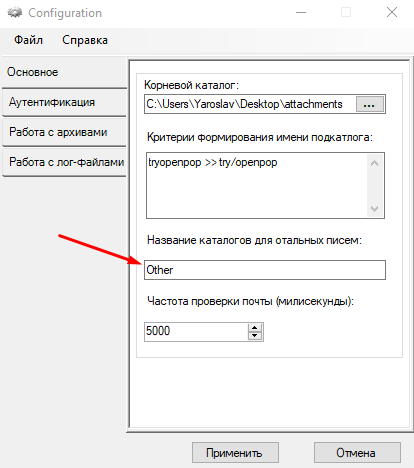 Configuration
Файл Справка
Основное
Аутентификация
Работа с архивами
Работа с лог-файлами
Корневой каталог:
C:\Users\Yaroslav\Desktop\attachments ...
Критерии формирования имени подкатлога:
tryopenpop >> try/openpop
Название каталогов для отальных писем:
Other
Частота проверки почты (милисекунды):
5000
Применить Отмена